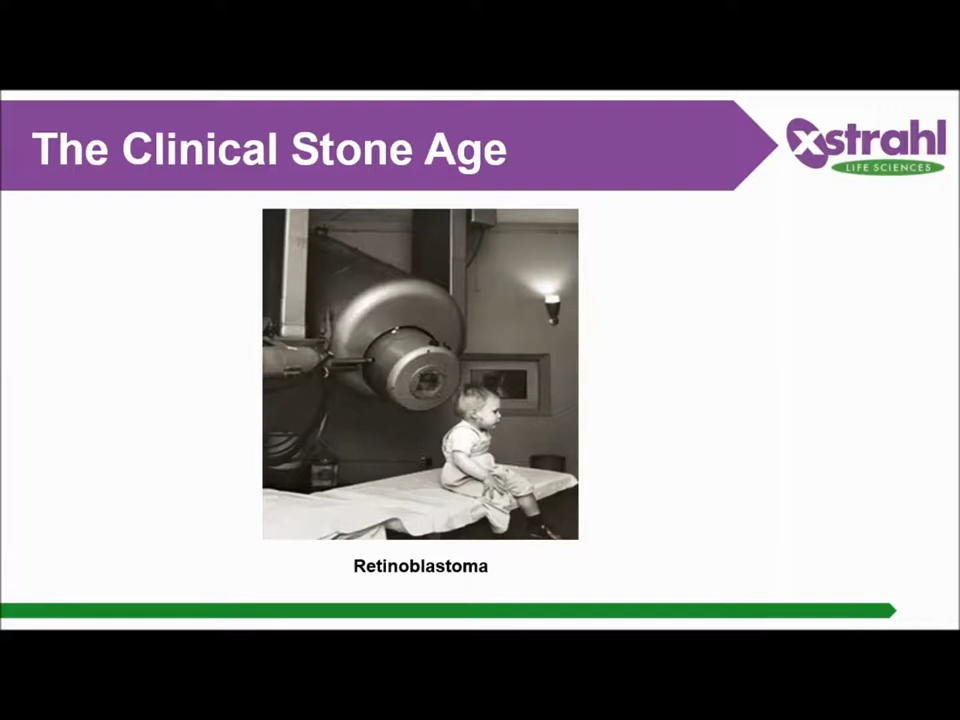 The Clinical Stone Age
xstrahl
LIFE SCIENCES
Retinoblastoma